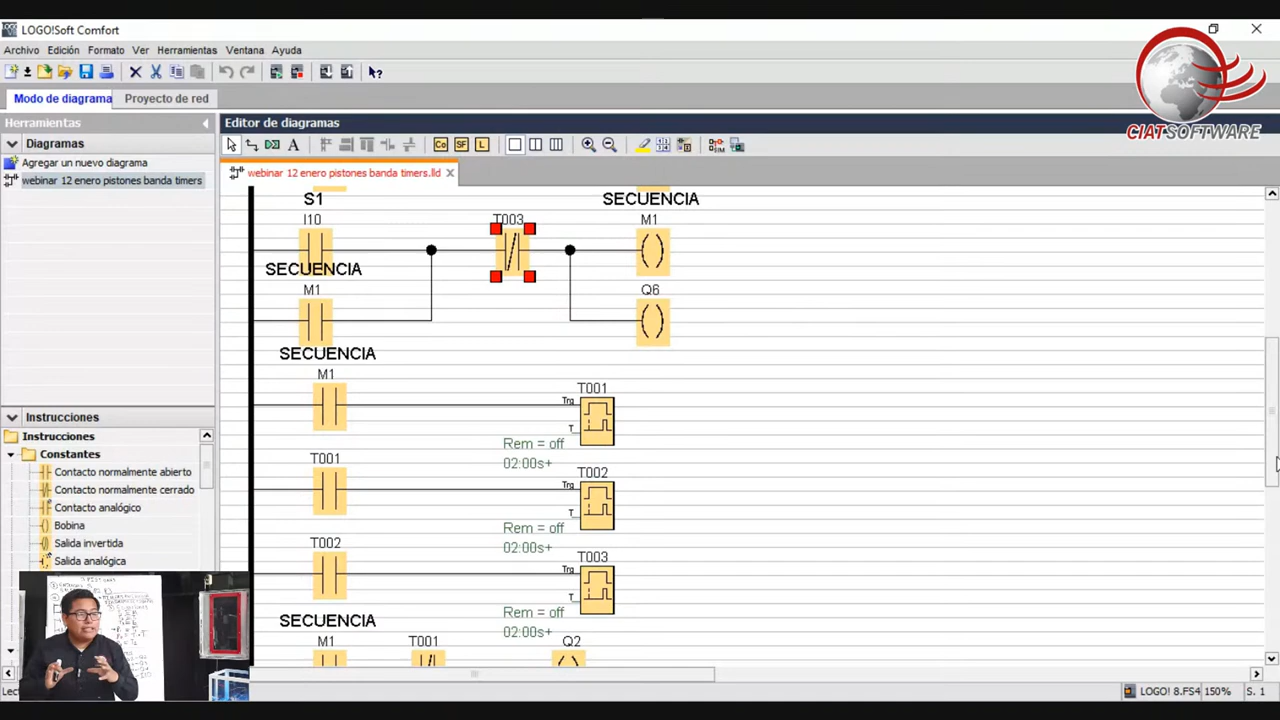 LOGO!Soft Comfort
Archivo Edición Formato Ver Herramientas Ventana Ayuda
Modo de diagrama Proyecto de red
Herramientas
Diagramas
Agregar un nuevo diagrama
webinar 12 enero pistones banda timers
Instrucciones
Instrucciones
Constantes
Contacto normalmente abierto
Contacto normalmente cerrado
Contacto analógico
Bobina
Salida invertida
Salida analógica
Editor de diagramas
A Co SF L
webinar 12 enero pistones banda timers.lld
S1 SECUENCIA
I10 T003 M1
SECUENCIA
M1 Q6
SECUENCIA
M1 T001
Trg
T
Rem = off
02:00s+
T001 T002
Trg
T
Rem = off
02:00s+
T002 T003
Trg
T
Rem = off
02:00s+
SECUENCIA
M1 T001 Q2
LOGO! 8.FS4 150% S. 1
CIATSOFTWARE